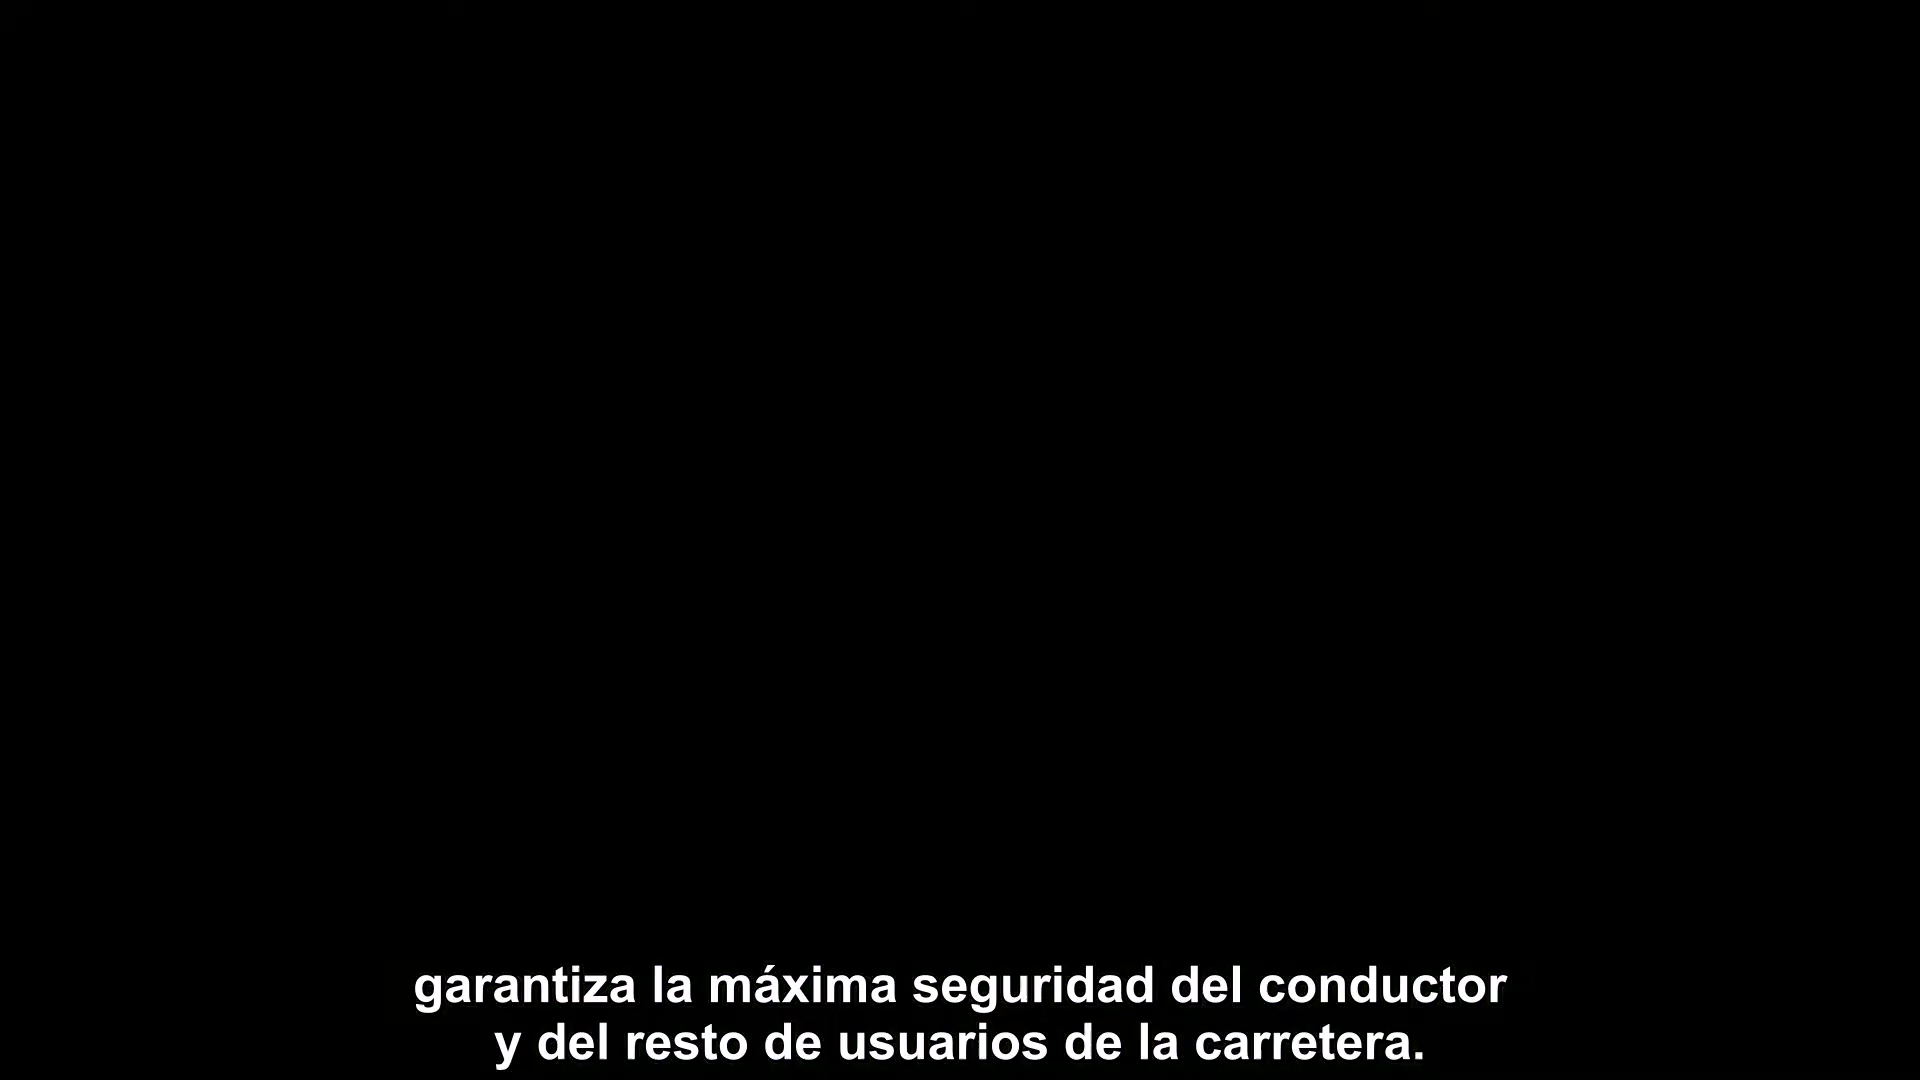 garantiza la máxima seguridad del conductor
y del resto de usuarios de la carretera.